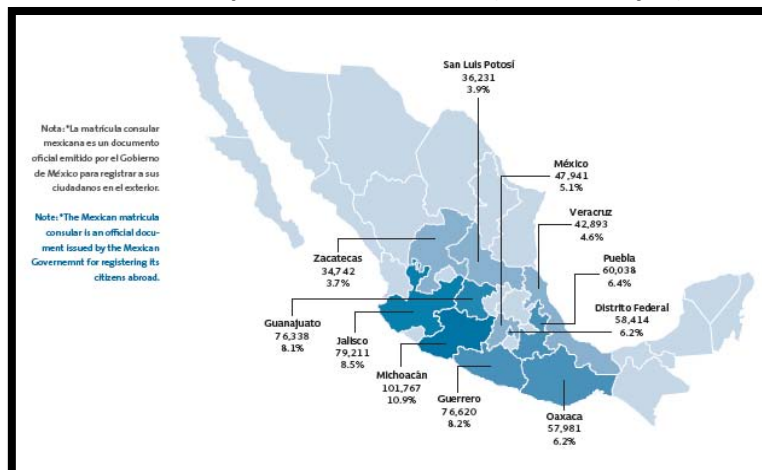 San Luis Potosí
36,231
3.9%
Nota: *La matrícula consular
mexicana es un documento
oficial emitido por el Gobierno
de México para registrar a sus
ciudadanos en el exterior.
Note: *The Mexican matrícula
consular is an official docu-
ment issued by the Mexican
Governemnt for registering its
citizens abroad.
México
47,941
5.1%
Veracruz
42,893
4.6%
Puebla
60,038
6.4%
Distrito Federal
58,414
6.2%
Zacatecas
34,742
3.7%
Guanajuato
76,338
8.1%
Jalisco
79,211
8.5%
Michoacán
101,767
10.9%
Guerrero
76,620
8.2%
Oaxaca
57,981
6.2%